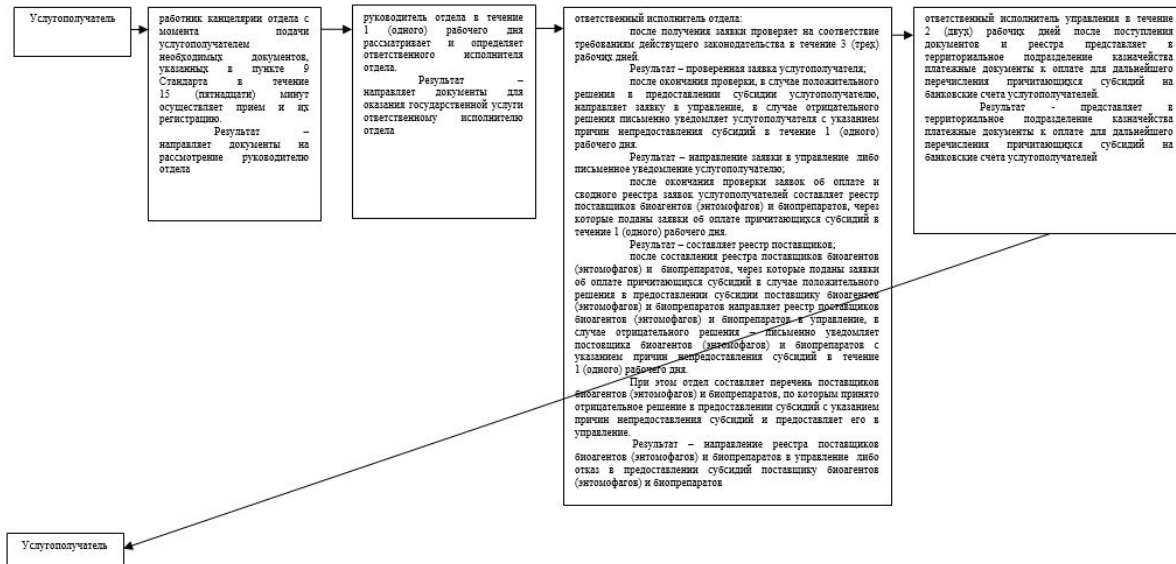 Услугополучатель
работник канцелярии отдела с
момента подачи
услугополучателем
необходимых документов,
указанных в пункте 9
Стандарта в течение
15 (пятнадцати) минут
осуществляет прием и их
регистрацию.
Результат –
направляет документы на
рассмотрение руководителю
отдела
руководитель отдела в течение
1 (одного) рабочего дня
рассматривает и определяет
ответственного исполнителя
отдела.
Результат –
направляет документы для
оказания государственной услуги
ответственному исполнителю
отдела
ответственный исполнитель отдела:
после получения заявки проверяет на соответствие
требованиям действущего законодательства в течение 3 (трех)
рабочих дней.
Результат – проверенная заявка услугополучателя;
после окончания проверки, в случае положительного
решения в предоставлении субсидии услугополучателю,
направляет заявку в управление, в случае отрицательного
решения письменно уведомляет услугополучателя с указанием
причин непредоставления субсидий в течение 1 (одного)
рабочего дня.
Результат – направление заявки в управление либо
письменное уведомление услугополучателю;
после окончания проверки заявок об оплате и
сводного реестра заявок услугополучателей составляет реестр
поставщиков биоагентов (энтомофагов) и биопрепаратов, через
которые поданы заявки об оплате причитающихся субсидий в
течение 1 (одного) рабочего дня.
Результат – составляет реестр поставщиков;
после составления реестра поставщиков биоагентов
(энтомофагов) и биопрепаратов, через которые поданы заявки
об оплате причитающихся субсидий в случае положительного
решения в предоставлении субсидии поставщику биоагентов
(энтомофагов) и биопрепаратов направляет реестр поставщиков
биоагентов (энтомофагов) и биопрепаратов в управление, в
случае отрицательного решения – письменно уведомляет
постовщика биоагентов (энтомофагов) и биопрепаратов с
указанием причин непредоставления субсидий в течение
1 (одного) рабочего дня.
При этом отдел составляет перечень поставщиков
биоагентов (энтомофагов) и биопрепаратов, по которым принято
отрицательное решение в предоставлении субсидий с указанием
причин непредоставления субсидий и предоставляет его в
управление.
Результат – направление реестра поставщиков
биоагентов (энтомофагов) и биопрепаратов в управление либо
отказ в предоставлении субсидий поставщику биоагентов
(энтомофагов) и биопрепаратов
ответственный исполнитель управления в течение
2 (двух) рабочих дней после поступления
документов и реестра представляет в
территориальное подразделение казначейства
платежные документы к оплате для дальнейшего
перечисления причитающихся субсидий на
банковские счета услугополучателей.
Результат - представляет в
территориальное подразделение казначейства
платежные документы к оплате для дальнейшего
перечисления причитающихся субсидий на
банковские счета услугополучателей
Услугополучатель